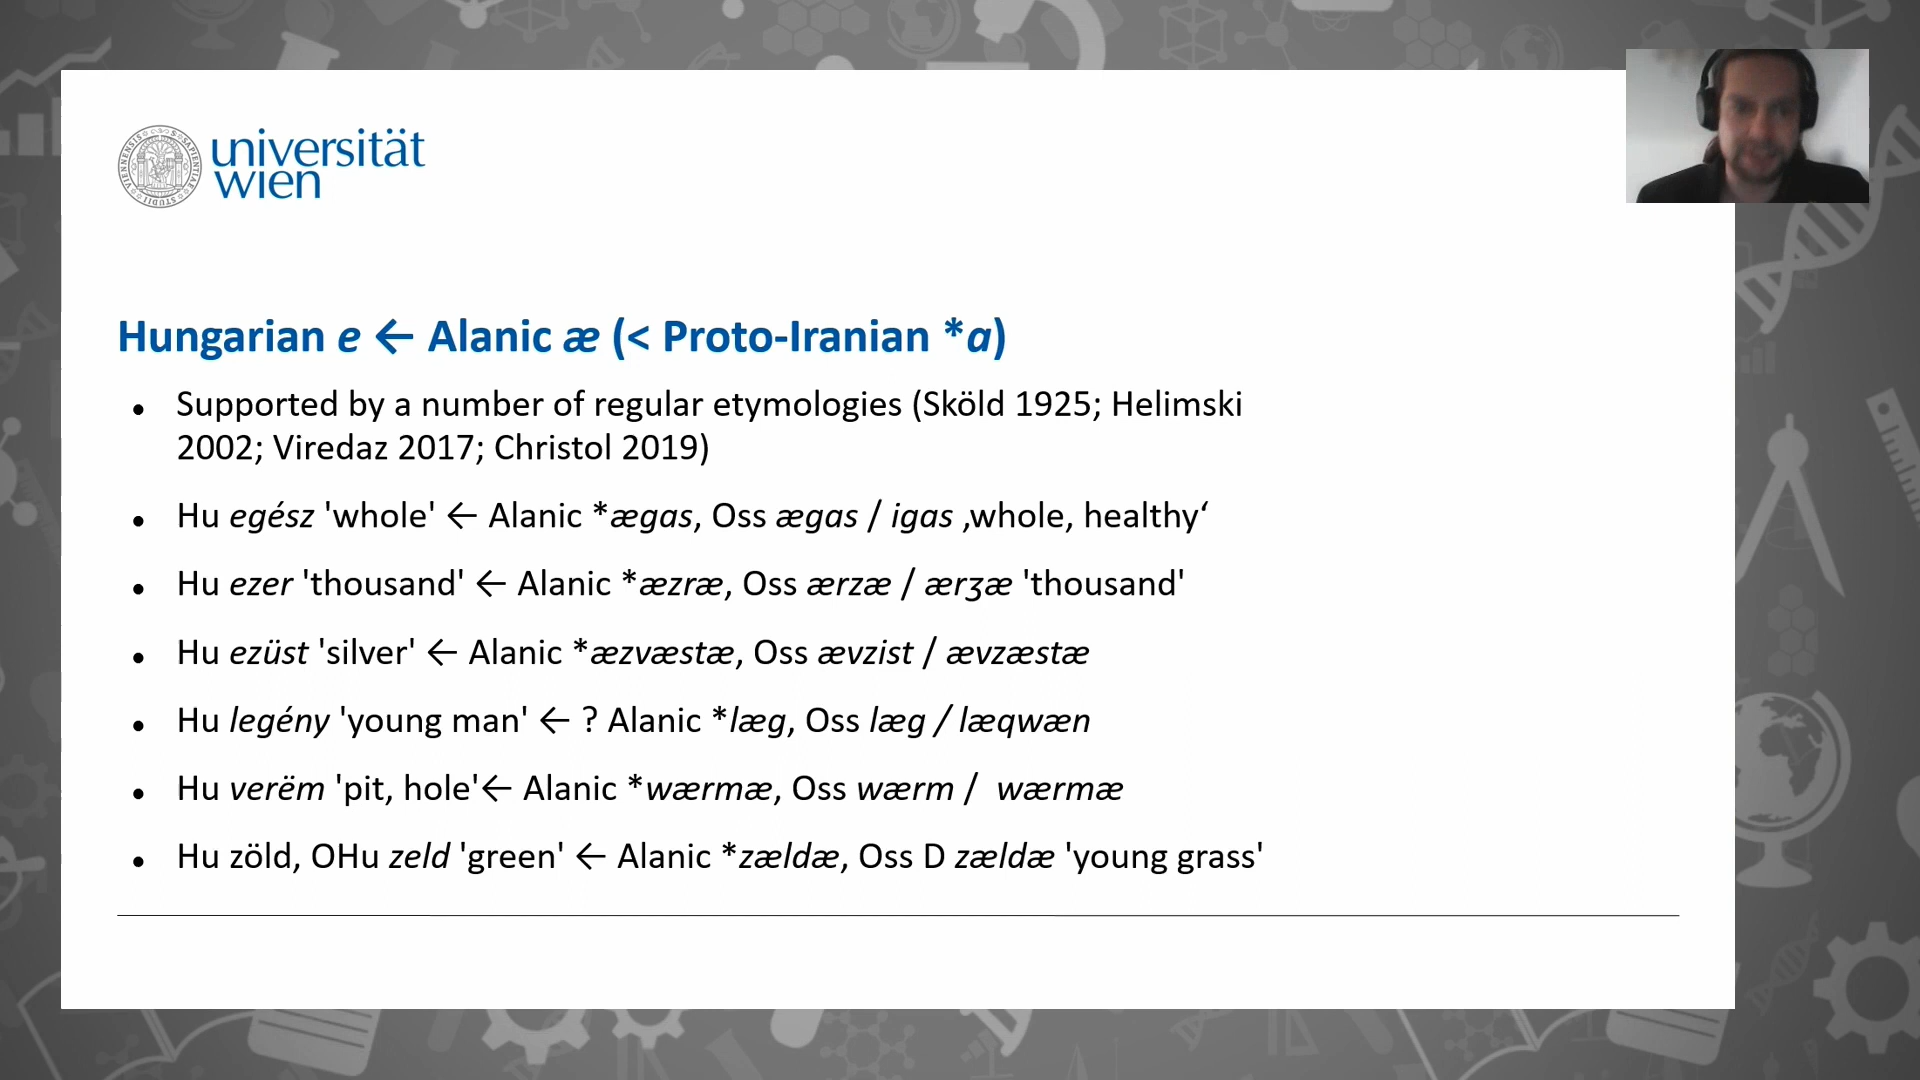 universität
wien
Hungarian e ← Alanic æ (< Proto-Iranian *a)
Supported by a number of regular etymologies (Sköld 1925; Helimski
2002; Viredaz 2017; Christol 2019)
Hu egész 'whole' ← Alanic *ægas, Oss ægas / igas ‚whole, healthy‘
Hu ezer 'thousand' ← Alanic *æzræ, Oss ærzæ / ærʒæ 'thousand'
Hu ezüst 'silver' ← Alanic *æzvæstæ, Oss ævzist / ævzæstæ
Hu legény 'young man' ← ? Alanic *læg, Oss læg / læqwæn
Hu verëm 'pit, hole'← Alanic *wærmæ, Oss wærm / wærmæ
Hu zöld, OHu zeld 'green' ← Alanic *zældæ, Oss D zældæ 'young grass'